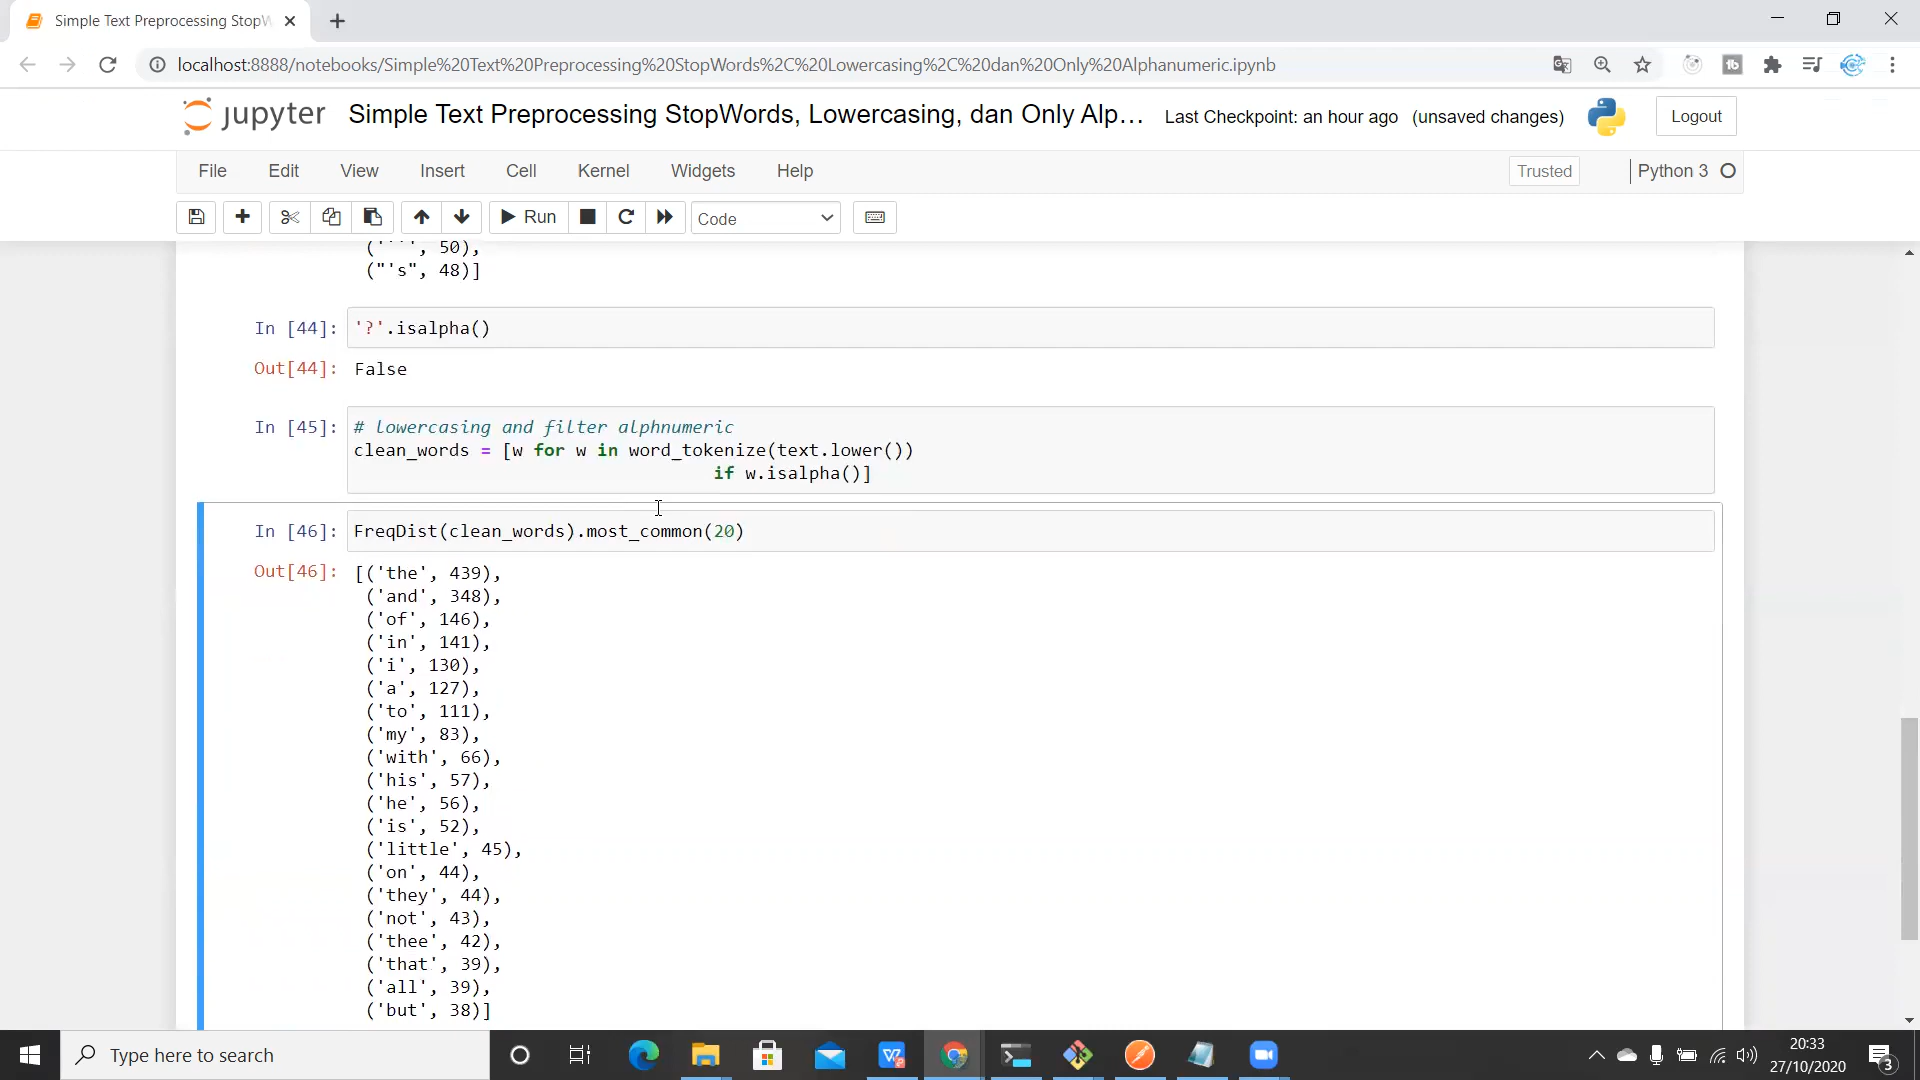 Simple Text Preprocessing StopW
localhost:8888/notebooks/Simple%20Text%20Preprocessing%20StopWords%2C%20Lowercasing%2C%20dan%20Only%20Alphanumeric.ipynb
jupyter Simple Text Preprocessing StopWords, Lowercasing, dan Only Alp... Last Checkpoint: an hour ago (unsaved changes) Logout
File Edit View Insert Cell Kernel Widgets Help Trusted Python 3
Run Code
('``', 50),
("'s", 48)]
In [44]: '?'.isalpha()
Out[44]: False
In [45]: # lowercasing and filter alphnumeric
clean_words = [w for w in word_tokenize(text.lower())
if w.isalpha()]
In [46]: FreqDist(clean_words).most_common(20)
Out[46]: [('the', 439),
('and', 348),
('of', 146),
('in', 141),
('i', 130),
('a', 127),
('to', 111),
('my', 83),
('with', 66),
('his', 57),
('he', 56),
('is', 52),
('little', 45),
('on', 44),
('they', 44),
('not', 43),
('thee', 42),
('that', 39),
('all', 39),
('but', 38)]
Type here to search
20:33
27/10/2020
3